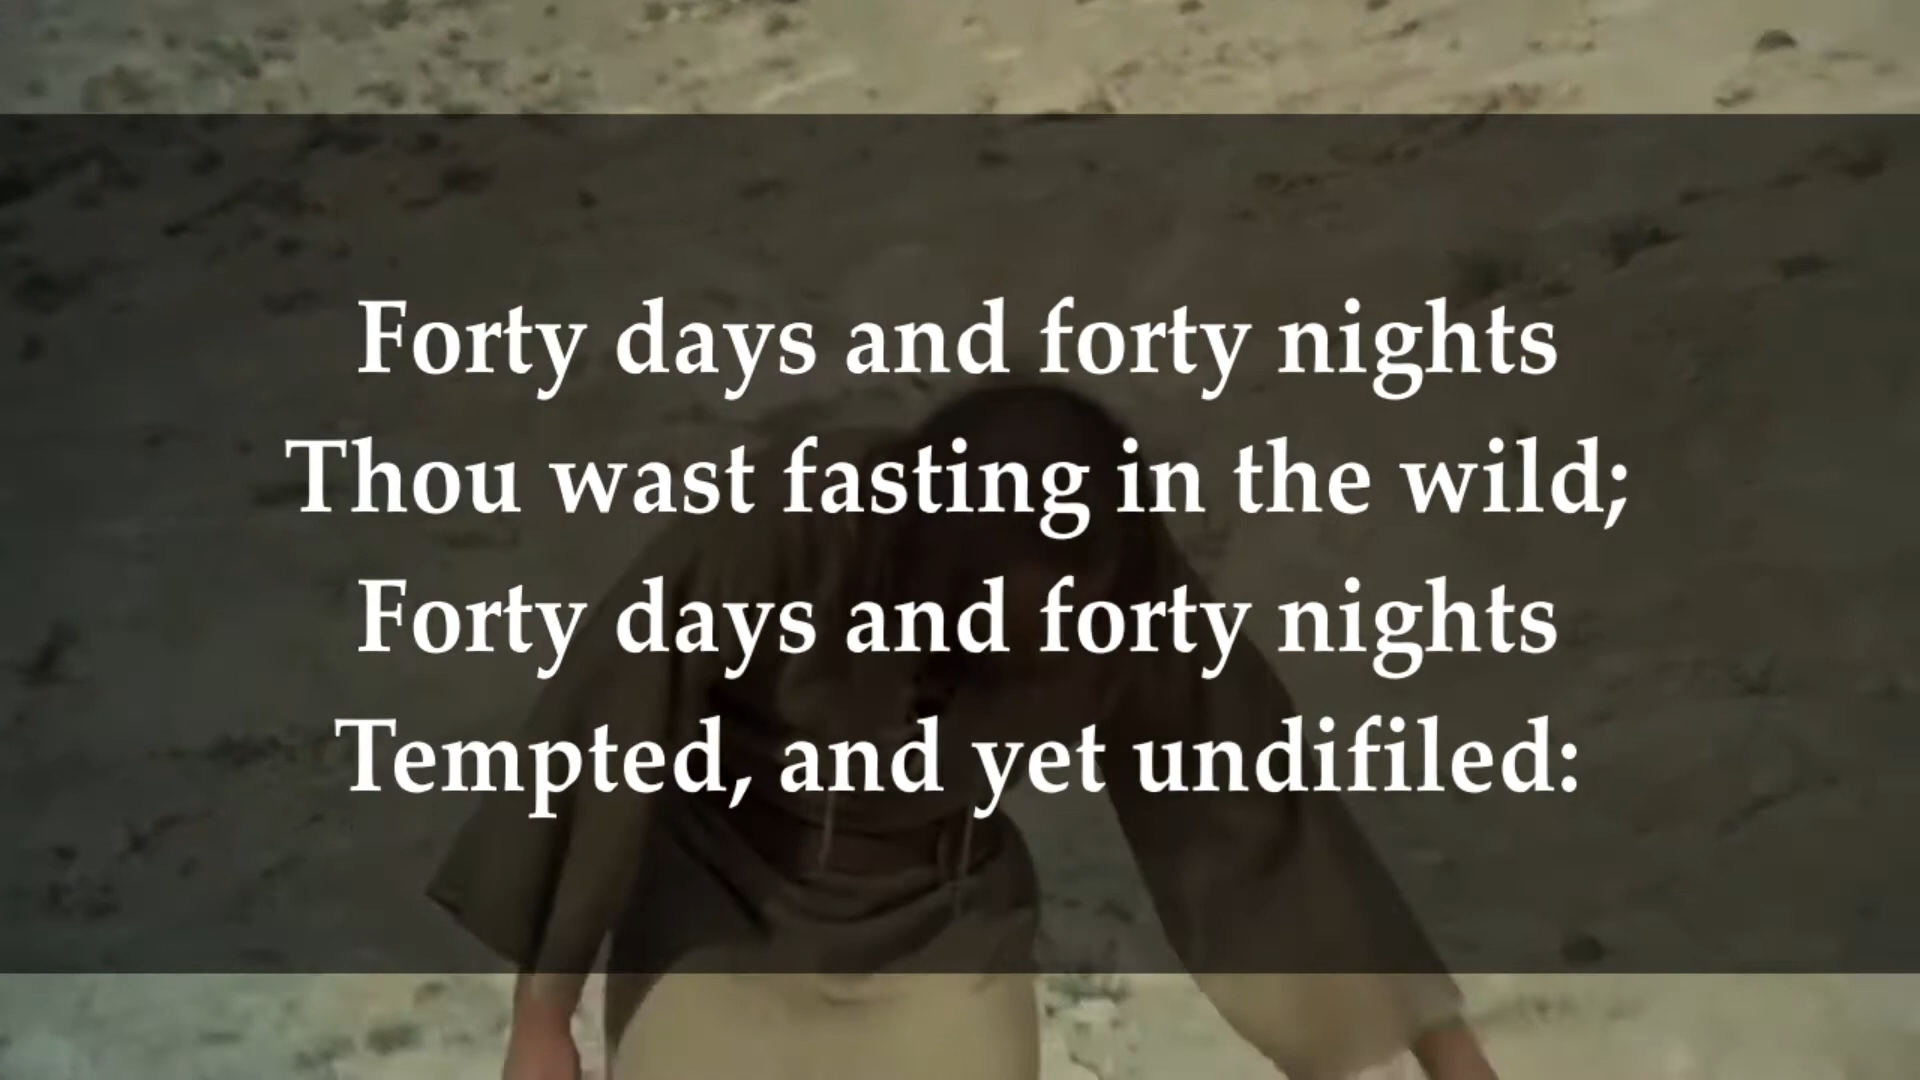 Forty days and forty nights
Thou wast fasting in the wild;
Forty days and forty nights
Tempted, and yet undifiled: